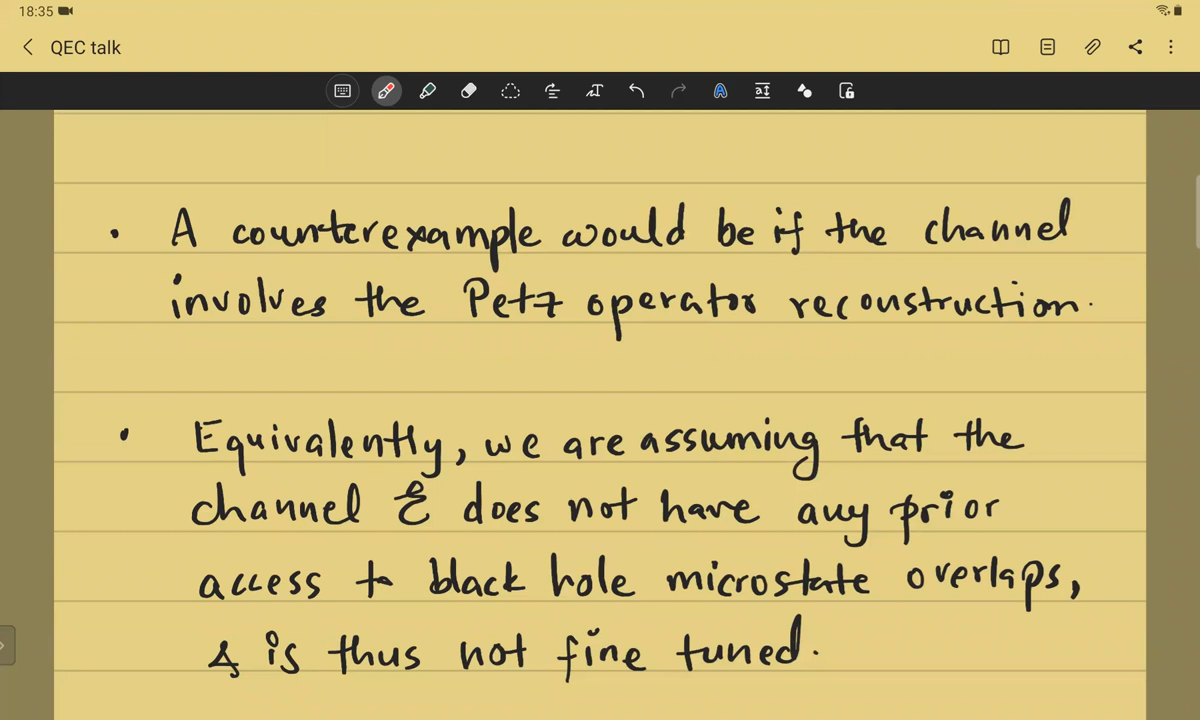 18:35
QEC talk
• A counterexample would be if the channel
involves the Petz operator reconstruction.
• Equivalently, we are assuming that the
channel ℰ does not have any prior
access to black hole microstate overlaps,
& is thus not fine tuned.